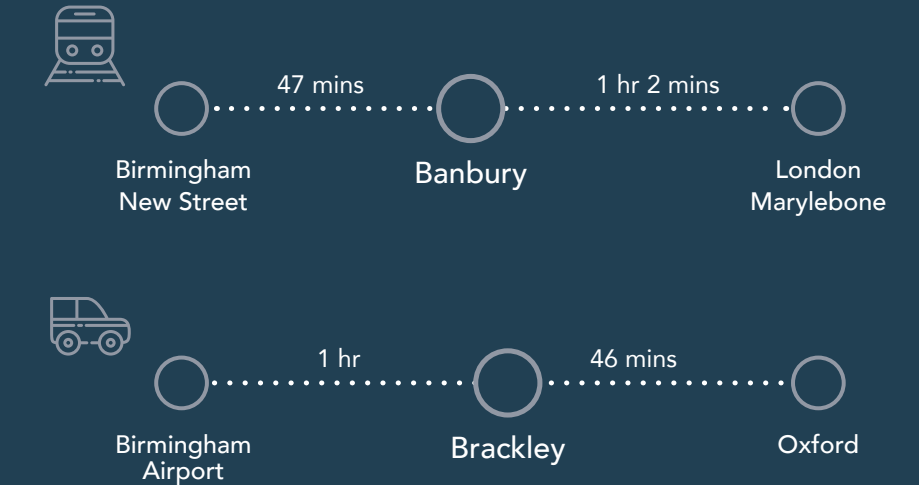 47 mins
1 hr 2 mins
Birmingham
New Street
Banbury
London
Marylebone
1 hr
46 mins
Birmingham
Airport
Brackley
Oxford